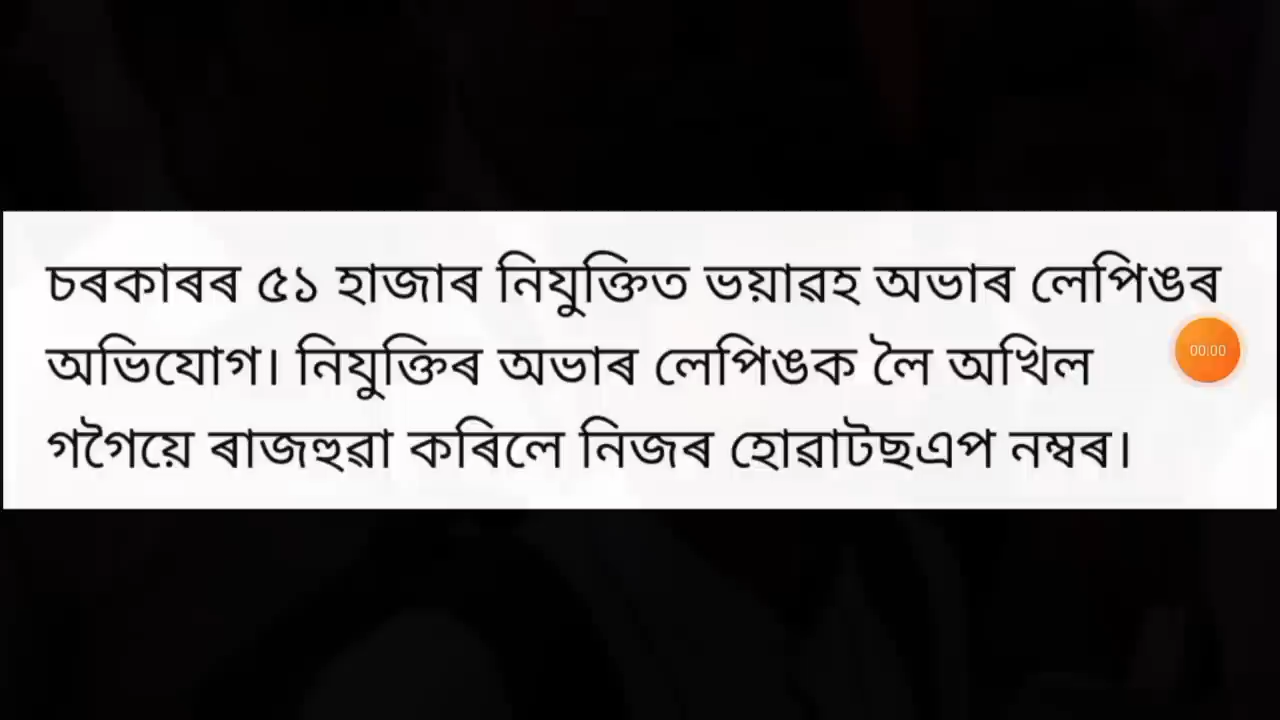 চৰকাৰৰ ৫১ হাজাৰ নিযুক্তিত ভয়াৱহ অভাৰ লেপিঙৰ
অভিযোগ। নিযুক্তিৰ অভাৰ লেপিঙক লৈ অখিল
00:00
গগৈয়ে ৰাজহুৱা কৰিলে নিজৰ হোৱাটছএপ নম্বৰ।